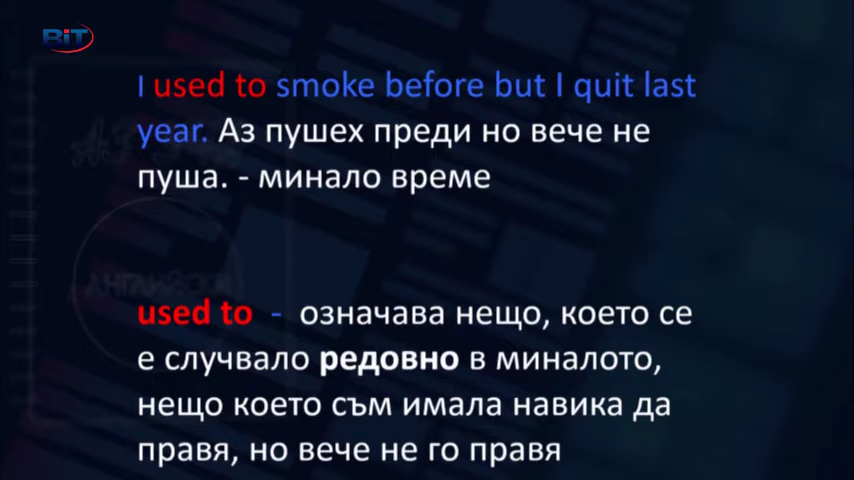 BiT
I used to smoke before but I quit last
year. Аз пушех преди но вече не
пуша. - минало време
АНГЛИЙСКИ
used to - означава нещо, което се
е случвало редовно в миналото,
нещо което съм имала навика да
правя, но вече не го правя